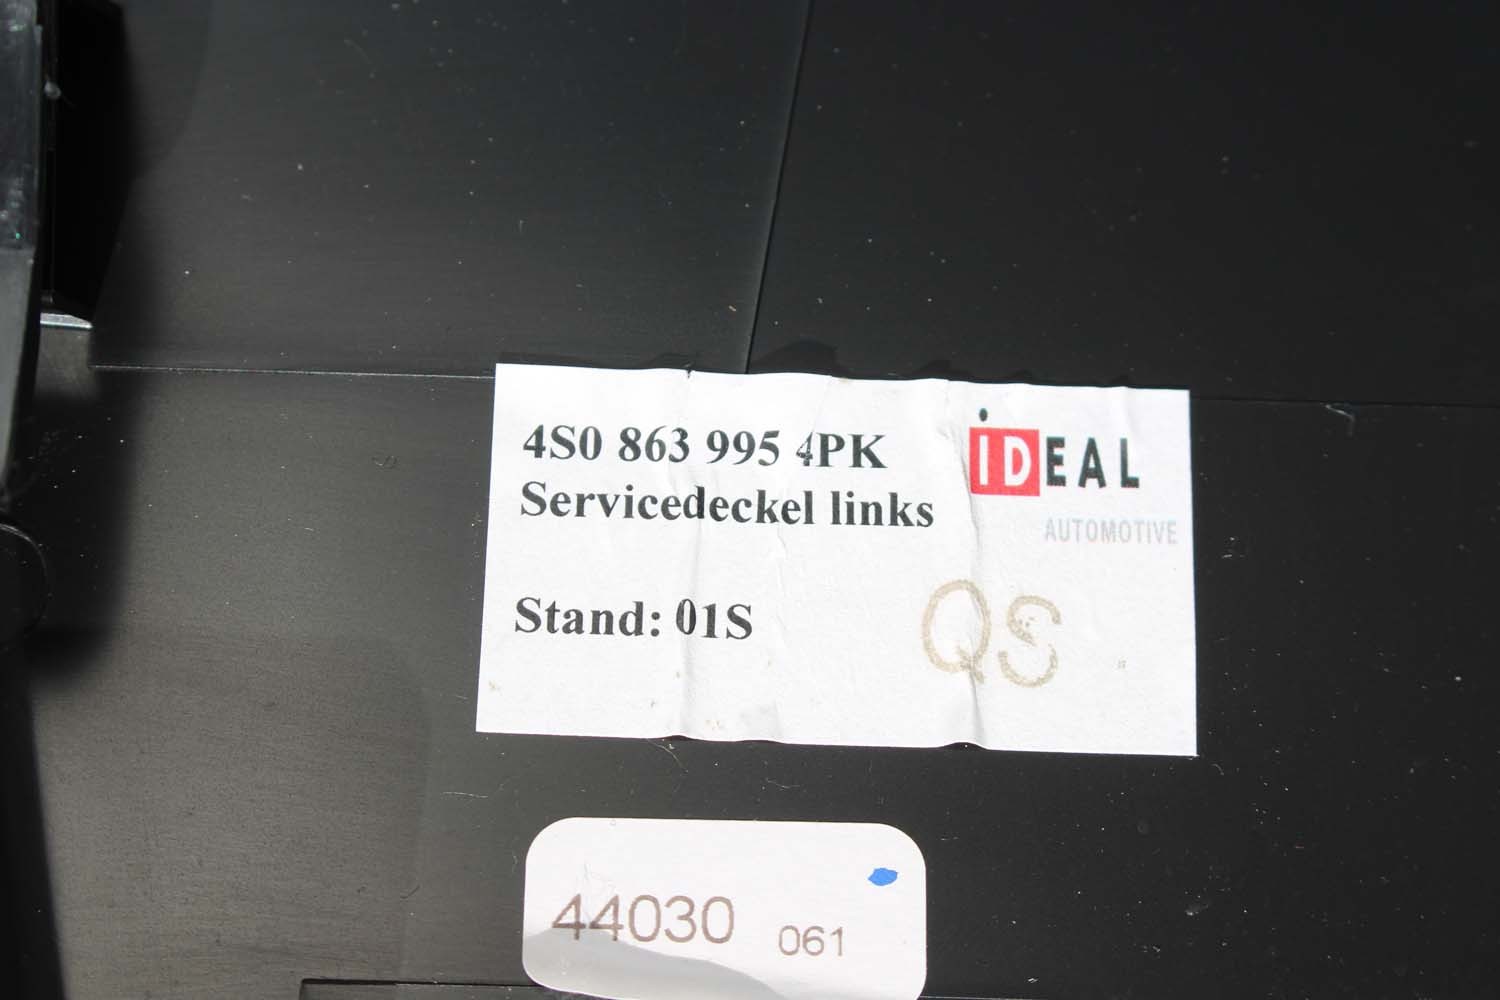 4S0 863 995 4PK
Servicedeckel links
iDEAL
AUTOMOTIVE
Stand: 01S
QS
44030 061